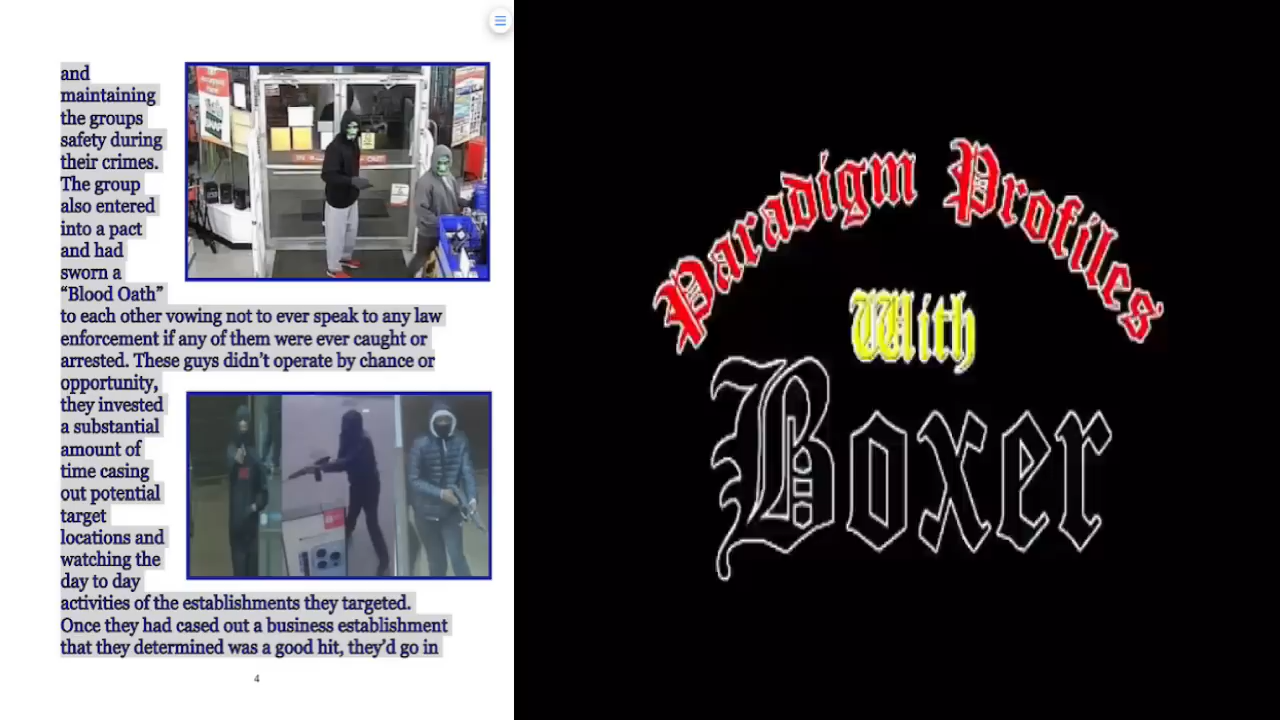 and
maintaining
the groups
safety during
their crimes.
The group
also entered
into a pact
and had
sworn a
“Blood Oath”
to each other vowing not to ever speak to any law
enforcement if any of them were ever caught or
arrested. These guys didn’t operate by chance or
opportunity,
they invested
a substantial
amount of
time casing
out potential
target
locations and
watching the
day to day
activities of the establishments they targeted.
Once they had cased out a business establishment
that they determined was a good hit, they’d go in
4
Paradigm Profiles
With
Boxer